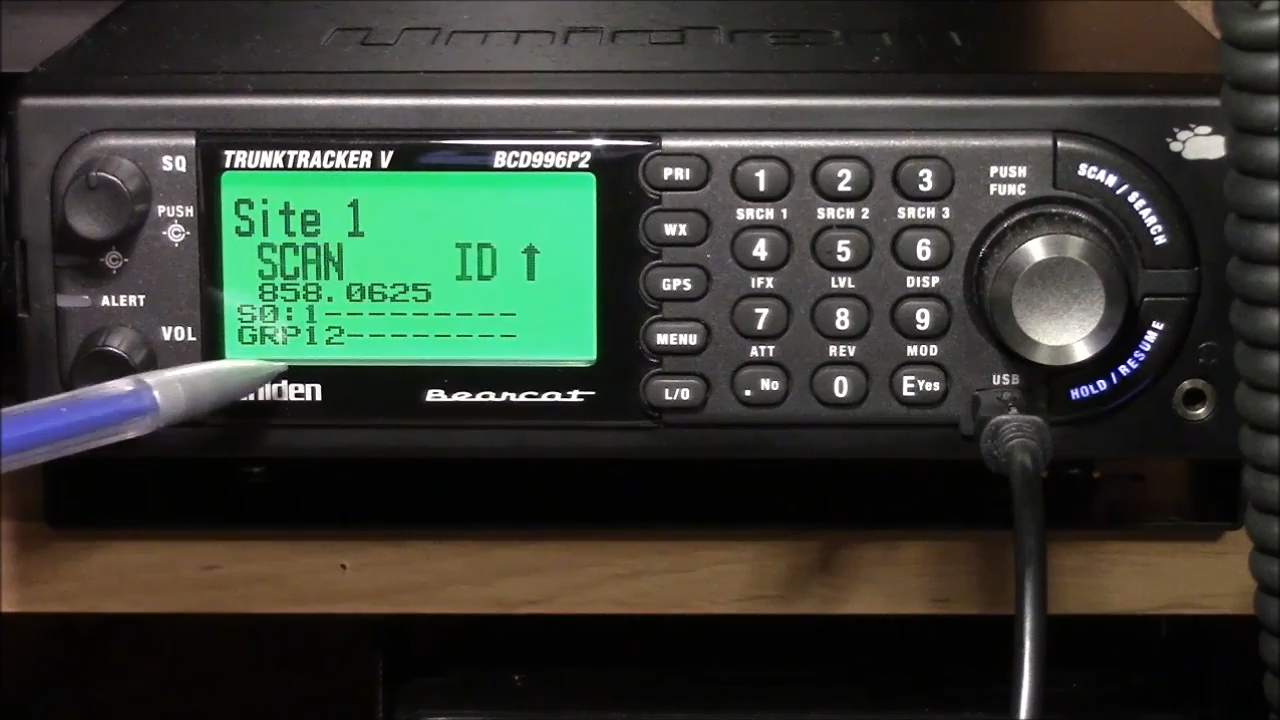 Uniden
TRUNKTRACKER V BCD996P2
SQ
PUSH
ALERT
VOL
Site 1
SCAN ID ↑
858.0625
S0:1---------
GRP12--------
niden
Bearcat
PRI
WX
GPS
MENU
L/O
1 2 3
SRCH 1 SRCH 2 SRCH 3
4 5 6
IFX LVL DISP
7 8 9
ATT REV MOD
. No 0 E Yes
PUSH
FUNC
SCAN / SEARCH
HOLD / RESUME
USB